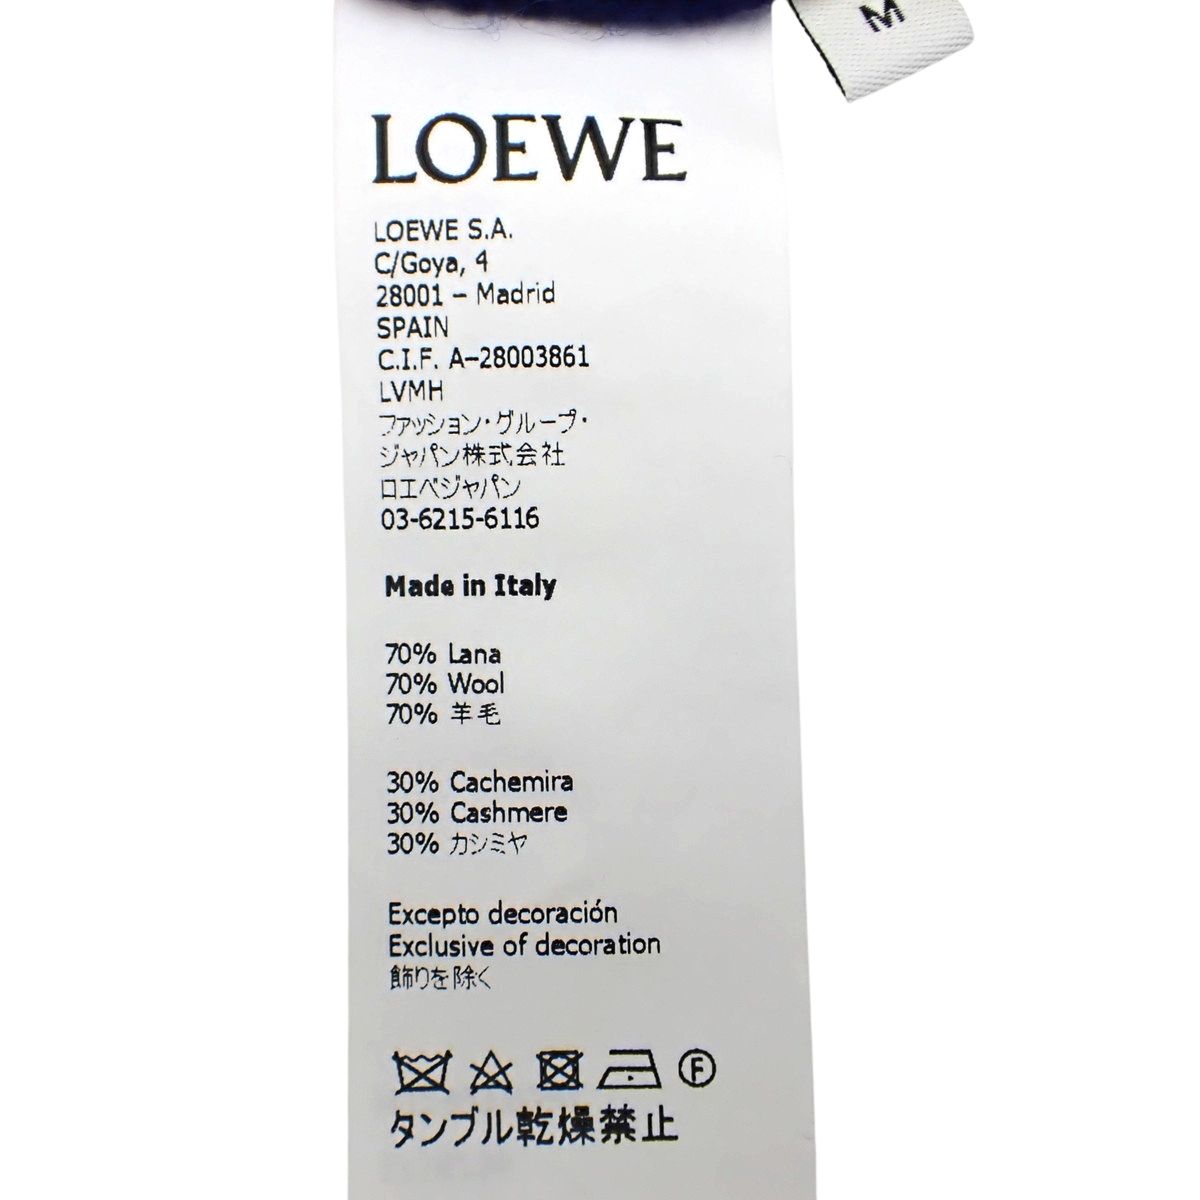 M
LOEWE
LOEWE S.A.
C/Goya, 4
28001 – Madrid
SPAIN
C.I.F. A–28003861
LVMH
ファッション・グループ・
ジャパン株式会社
ロエベジャパン
03-6215-6116
Made in Italy
70% Lana
70% Wool
70% 羊毛
30% Cachemira
30% Cashmere
30% カシミヤ
Excepto decoración
Exclusive of decoration
飾りを除く
F
タンブル乾燥禁止